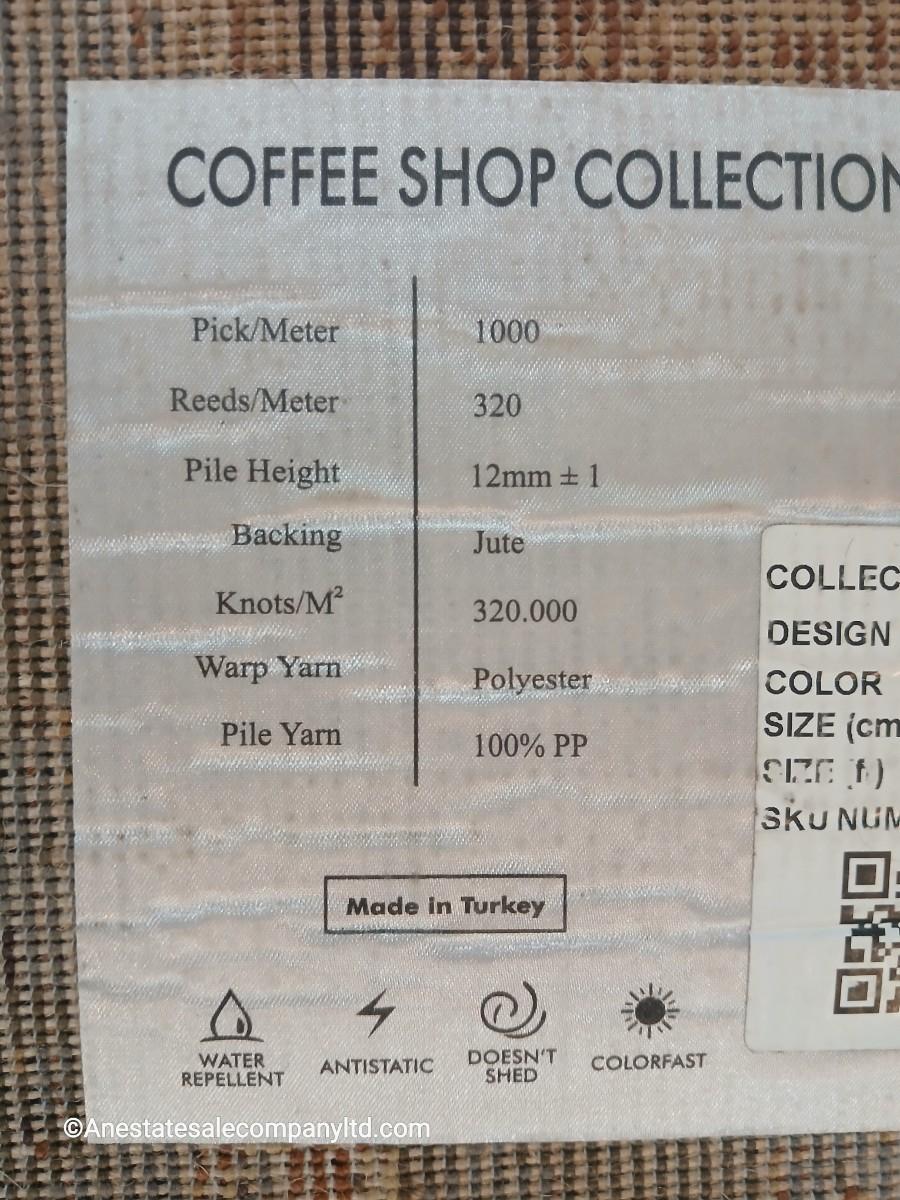 COFFEE SHOP COLLECTION
Pick/Meter 1000
Reeds/Meter 320
Pile Height 12mm ± 1
Backing Jute
Knots/M² 320.000
Warp Yarn Polyester
Pile Yarn 100% PP
Made in Turkey
WATER REPELLENT
ANTISTATIC
DOESN'T SHED
COLORFAST
COLLEC
DESIGN
COLOR
SIZE (cm
SIZE (f)
SKU NUM
©Anestatesalecompanyltd.com